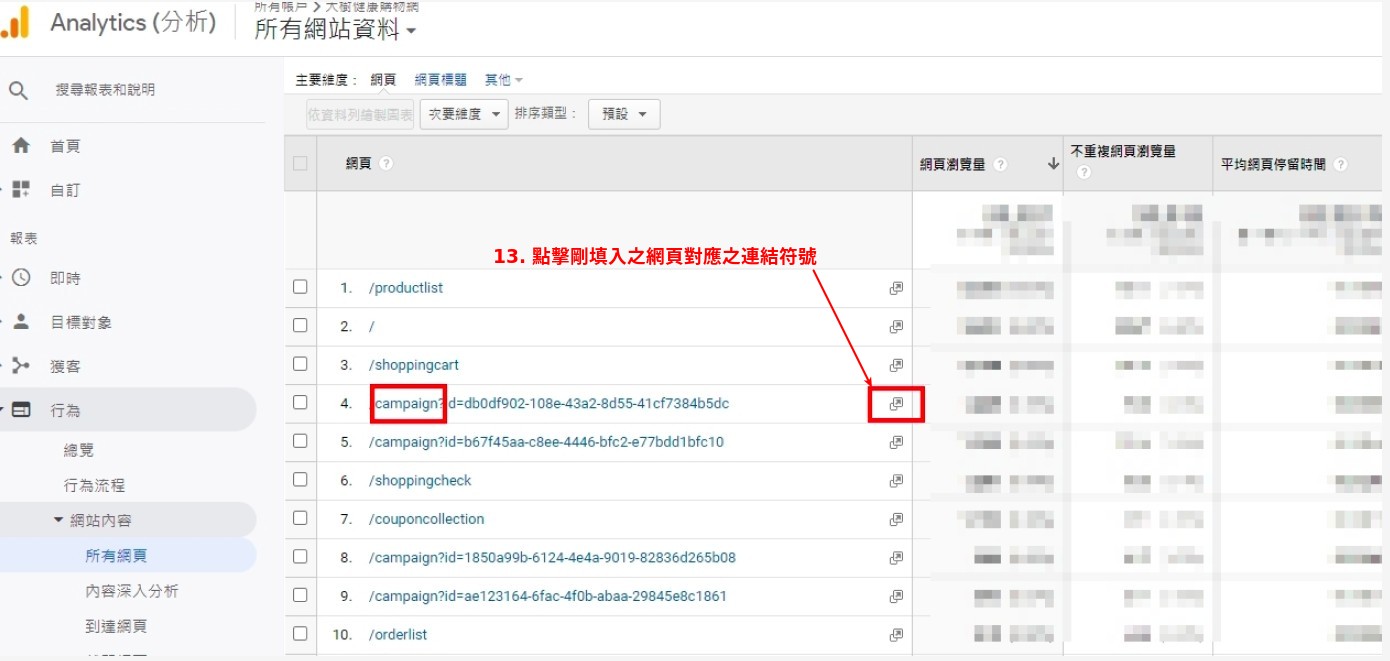 Analytics (分析)
所有帳戶 > 大樹健康購物網
所有網站資料
搜尋報表和說明
首頁
自訂
報表
即時
目標對象
獲客
行為
總覽
行為流程
網站內容
所有網頁
內容深入分析
到達網頁
主要維度： 網頁 網頁標題 其他
依資料列繪製圖表 次要維度 排序類型： 預設
網頁 ? 網頁瀏覽量 ? 不重複網頁瀏覽量 ? 平均網頁停留時間 ?
13. 點擊剛填入之網頁對應之連結符號
1. /productlist
2. /
3. /shoppingcart
4. campaign?id=db0df902-108e-43a2-8d55-41cf7384b5dc
5. /campaign?id=b67f45aa-c8ee-4446-bfc2-e77bdd1bfc10
6. /shoppingcheck
7. /couponcollection
8. /campaign?id=1850a99b-6124-4e4a-9019-82836d265b08
9. /campaign?id=ae123164-6fac-4f0b-abaa-29845e8c1861
10. /orderlist